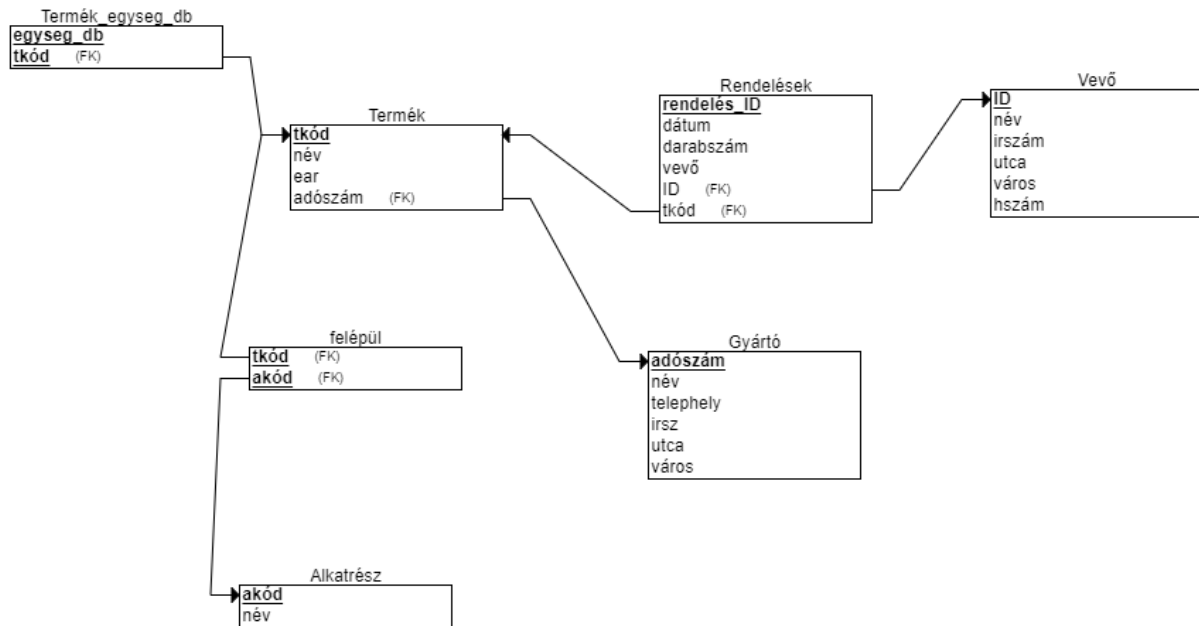 Termék_egyseg_db
egyseg_db
tkód (FK)
Termék
tkód
név
ear
adószám (FK)
Rendelések
rendelés_ID
dátum
darabszám
vevő
ID (FK)
tkód (FK)
Vevő
ID
név
irszám
utca
város
hszám
felépül
tkód (FK)
akód (FK)
Gyártó
adószám
név
telephely
irsz
utca
város
Alkatrész
akód
név